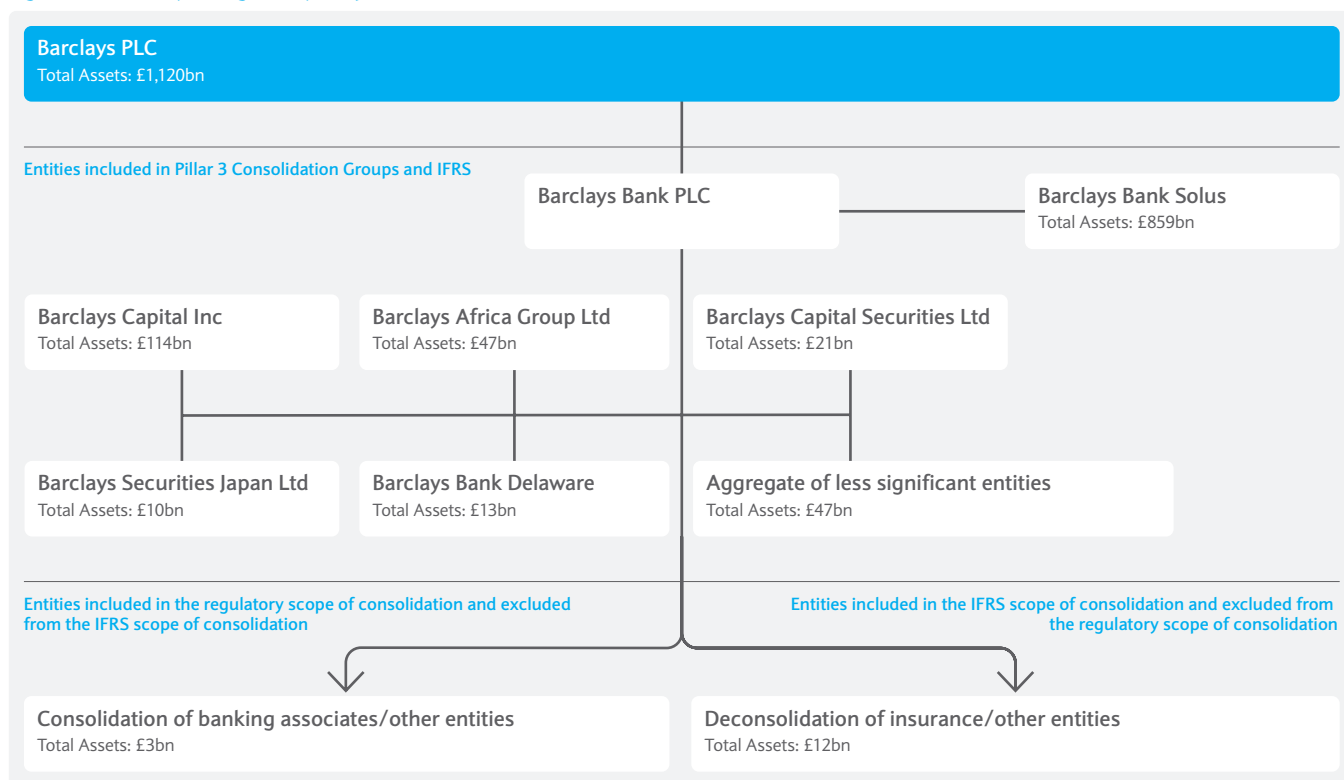 Barclays PLC
Total Assets: £1,120bn
Entities included in Pillar 3 Consolidation Groups and IFRS
Barclays Bank PLC
Barclays Bank Solus
Total Assets: £859bn
Barclays Capital Inc
Total Assets: £114bn
Barclays Africa Group Ltd
Total Assets: £47bn
Barclays Capital Securities Ltd
Total Assets: £21bn
Barclays Securities Japan Ltd
Total Assets: £10bn
Barclays Bank Delaware
Total Assets: £13bn
Aggregate of less significant entities
Total Assets: £47bn
Entities included in the regulatory scope of consolidation and excluded
from the IFRS scope of consolidation
Entities included in the IFRS scope of consolidation and excluded from
the regulatory scope of consolidation
Consolidation of banking associates/other entities
Total Assets: £3bn
Deconsolidation of insurance/other entities
Total Assets: £12bn